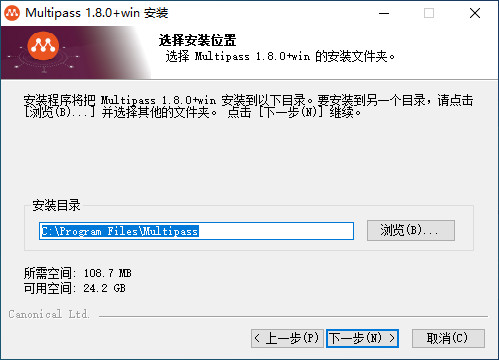 Multipass 1.8.0+win 安装
选择安装位置
选择 Multipass 1.8.0+win 的安装文件夹。
安装程序将把 Multipass 1.8.0+win 安装到以下目录。要安装到另一个目录，请点击
[浏览(B)...] 并选择其他的文件夹。 点击 [下一步(N)] 继续。
安装目录
C:\Program Files\Multipass
浏览(B)...
所需空间: 108.7 MB
可用空间: 24.2 GB
Canonical Ltd.
< 上一步(P)
下一步(N) >
取消(C)